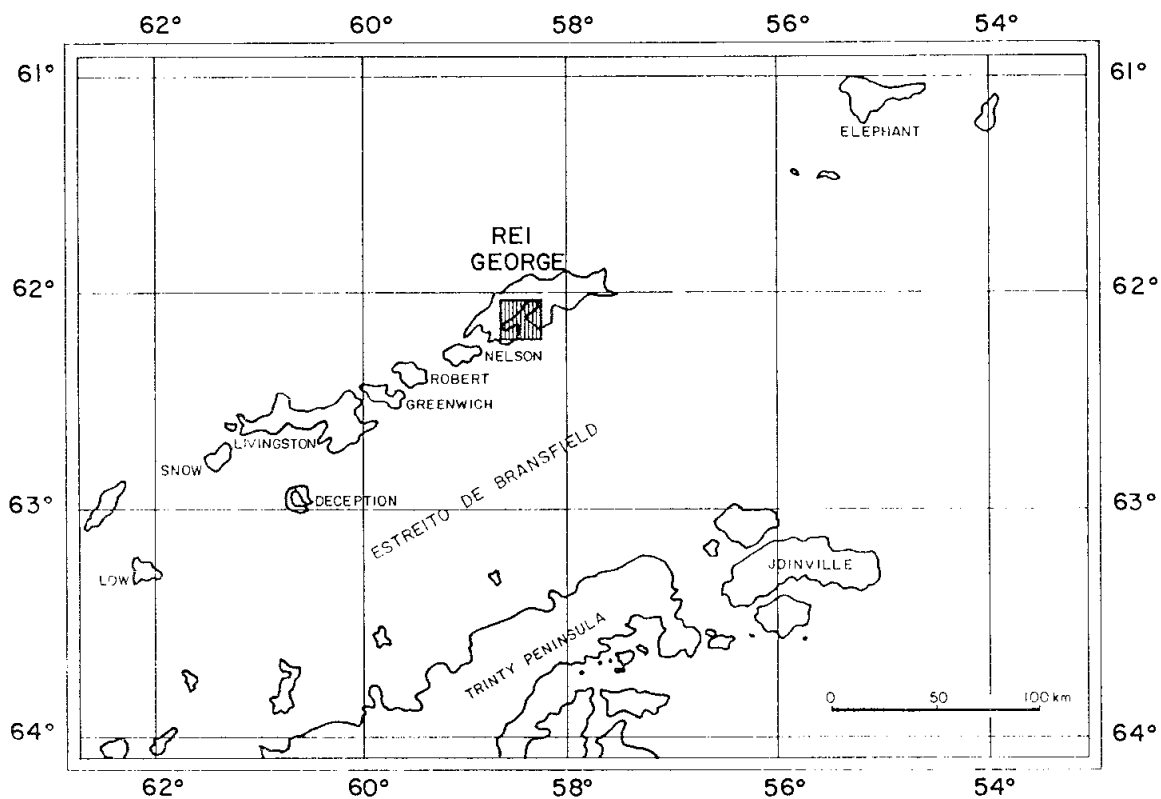 62° 60° 58° 56° 54°
61° 61°
ELEPHANT
REI
GEORGE
62° 62°
NELSON
ROBERT
GREENWICH
LIVINGSTON
SNOW
DECEPTION
ESTREITO DE BRANSFIELD
63° 63°
JOINVILLE
LOW
TRINTY PENINSULA
0 50 100 km
64° 64°
62° 60° 58° 56° 54°